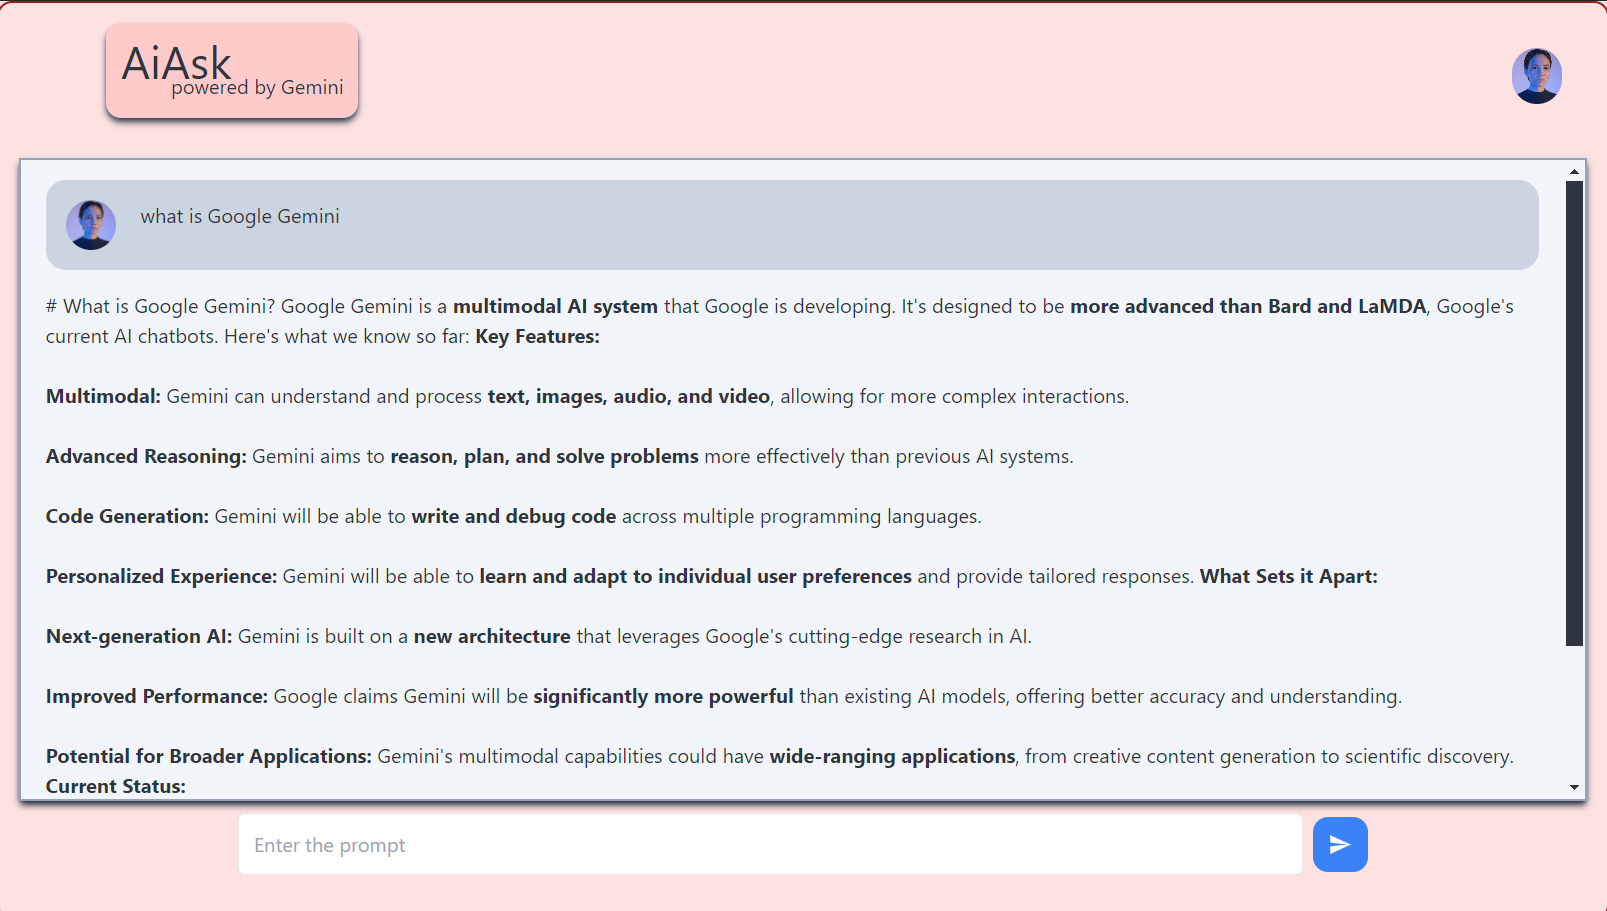 AiAsk
powered by Gemini
what is Google Gemini
# What is Google Gemini? Google Gemini is a multimodal AI system that Google is developing. It's designed to be more advanced than Bard and LaMDA, Google's
current AI chatbots. Here's what we know so far: Key Features:
Multimodal: Gemini can understand and process text, images, audio, and video, allowing for more complex interactions.
Advanced Reasoning: Gemini aims to reason, plan, and solve problems more effectively than previous AI systems.
Code Generation: Gemini will be able to write and debug code across multiple programming languages.
Personalized Experience: Gemini will be able to learn and adapt to individual user preferences and provide tailored responses. What Sets it Apart:
Next-generation AI: Gemini is built on a new architecture that leverages Google's cutting-edge research in AI.
Improved Performance: Google claims Gemini will be significantly more powerful than existing AI models, offering better accuracy and understanding.
Potential for Broader Applications: Gemini's multimodal capabilities could have wide-ranging applications, from creative content generation to scientific discovery.
Current Status:
Enter the prompt